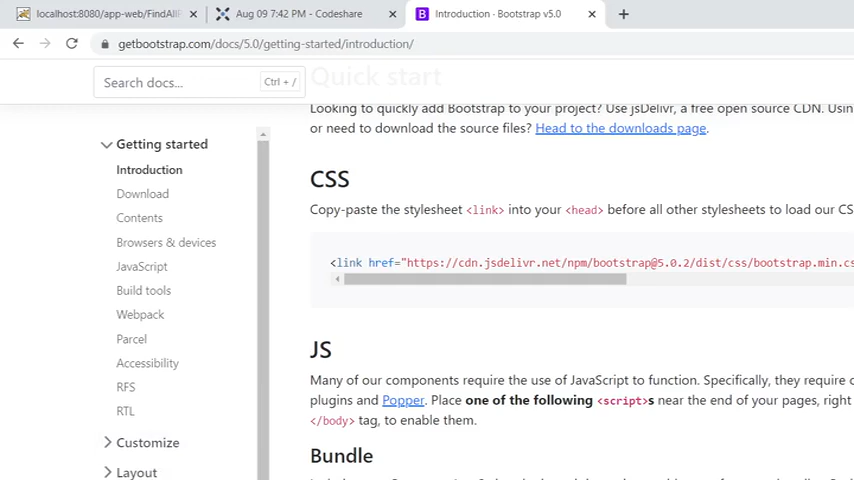 localhost:8080/app-web/FindAllP
Aug 09 7:42 PM - Codeshare
Introduction · Bootstrap v5.0
getbootstrap.com/docs/5.0/getting-started/introduction/
Search docs...
Ctrl + /
Quick start
Looking to quickly add Bootstrap to your project? Use jsDelivr, a free open source CDN. Usin
or need to download the source files? Head to the downloads page.
Getting started
Introduction
Download
Contents
Browsers & devices
JavaScript
Build tools
Webpack
Parcel
Accessibility
RFS
RTL
Customize
Layout
CSS
Copy-paste the stylesheet <link> into your <head> before all other stylesheets to load our CS
<link href="https://cdn.jsdelivr.net/npm/bootstrap@5.0.2/dist/css/bootstrap.min.cs
JS
Many of our components require the use of JavaScript to function. Specifically, they require
plugins and Popper. Place one of the following <script>s near the end of your pages, right
</body> tag, to enable them.
Bundle